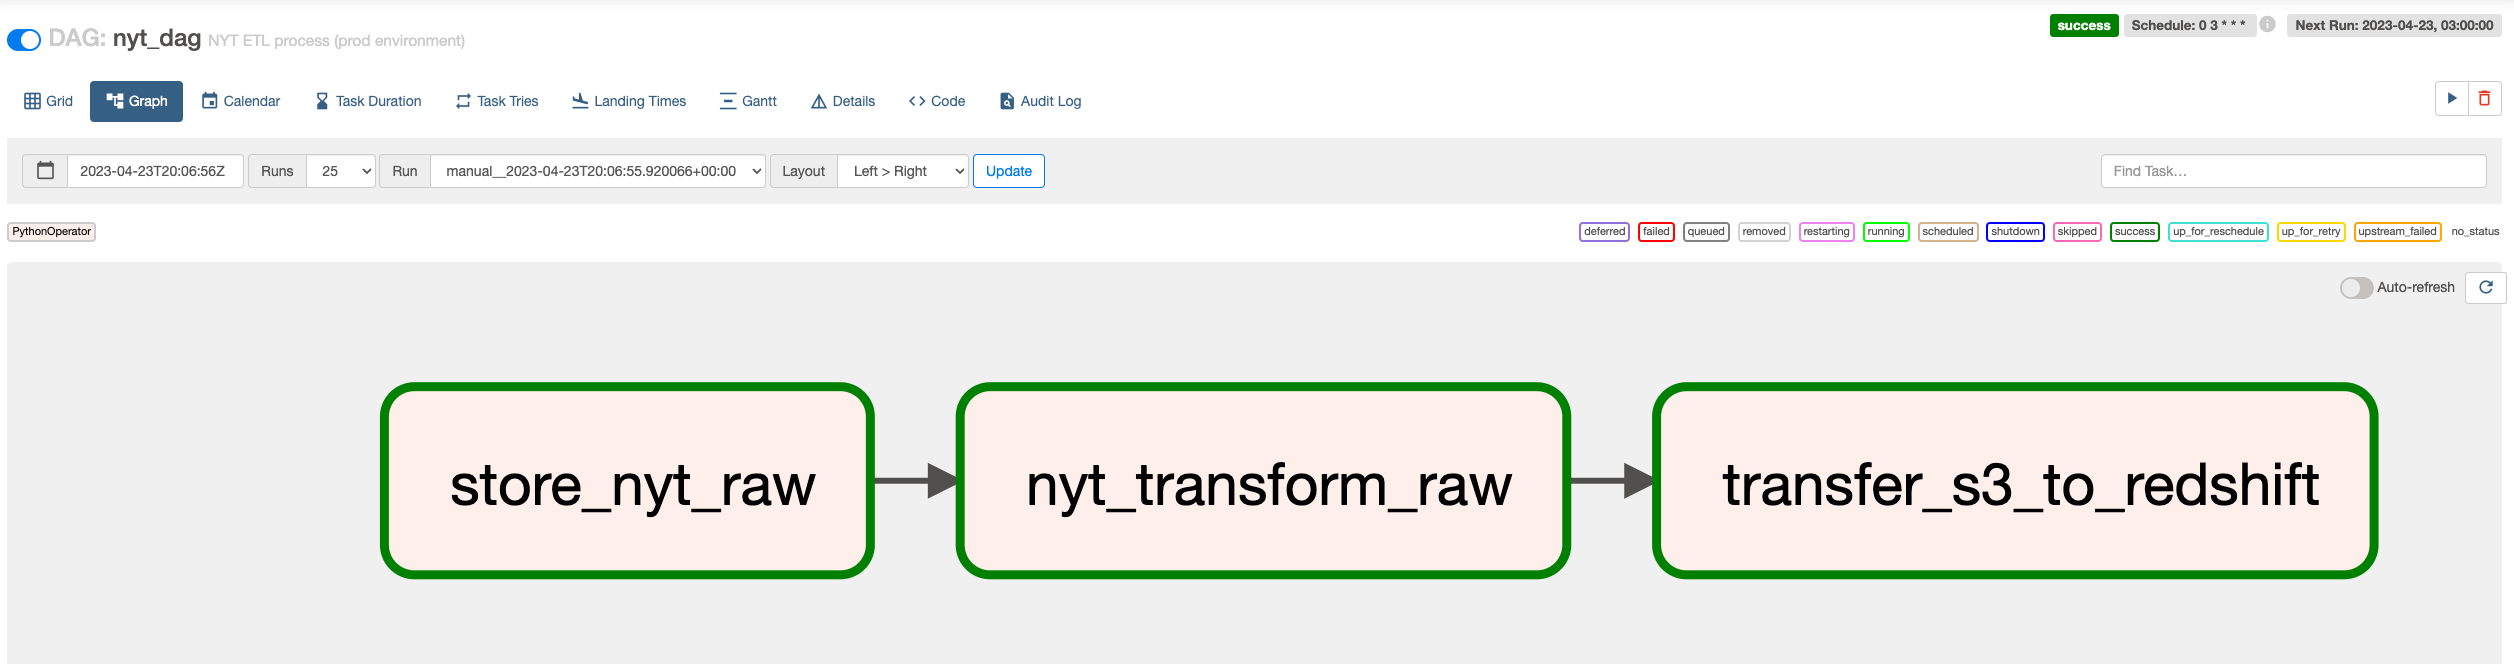 DAG: nyt_dag NYT ETL process (prod environment)
success Schedule: 0 3 * * * i Next Run: 2023-04-23, 03:00:00
Grid Graph Calendar Task Duration Task Tries Landing Times Gantt Details Code Audit Log
2023-04-23T20:06:56Z Runs 25 Run manual__2023-04-23T20:06:55.920066+00:00 Layout Left > Right Update Find Task...
PythonOperator deferred failed queued removed restarting running scheduled shutdown skipped success up_for_reschedule up_for_retry upstream_failed no_status
Auto-refresh
store_nyt_raw nyt_transform_raw transfer_s3_to_redshift